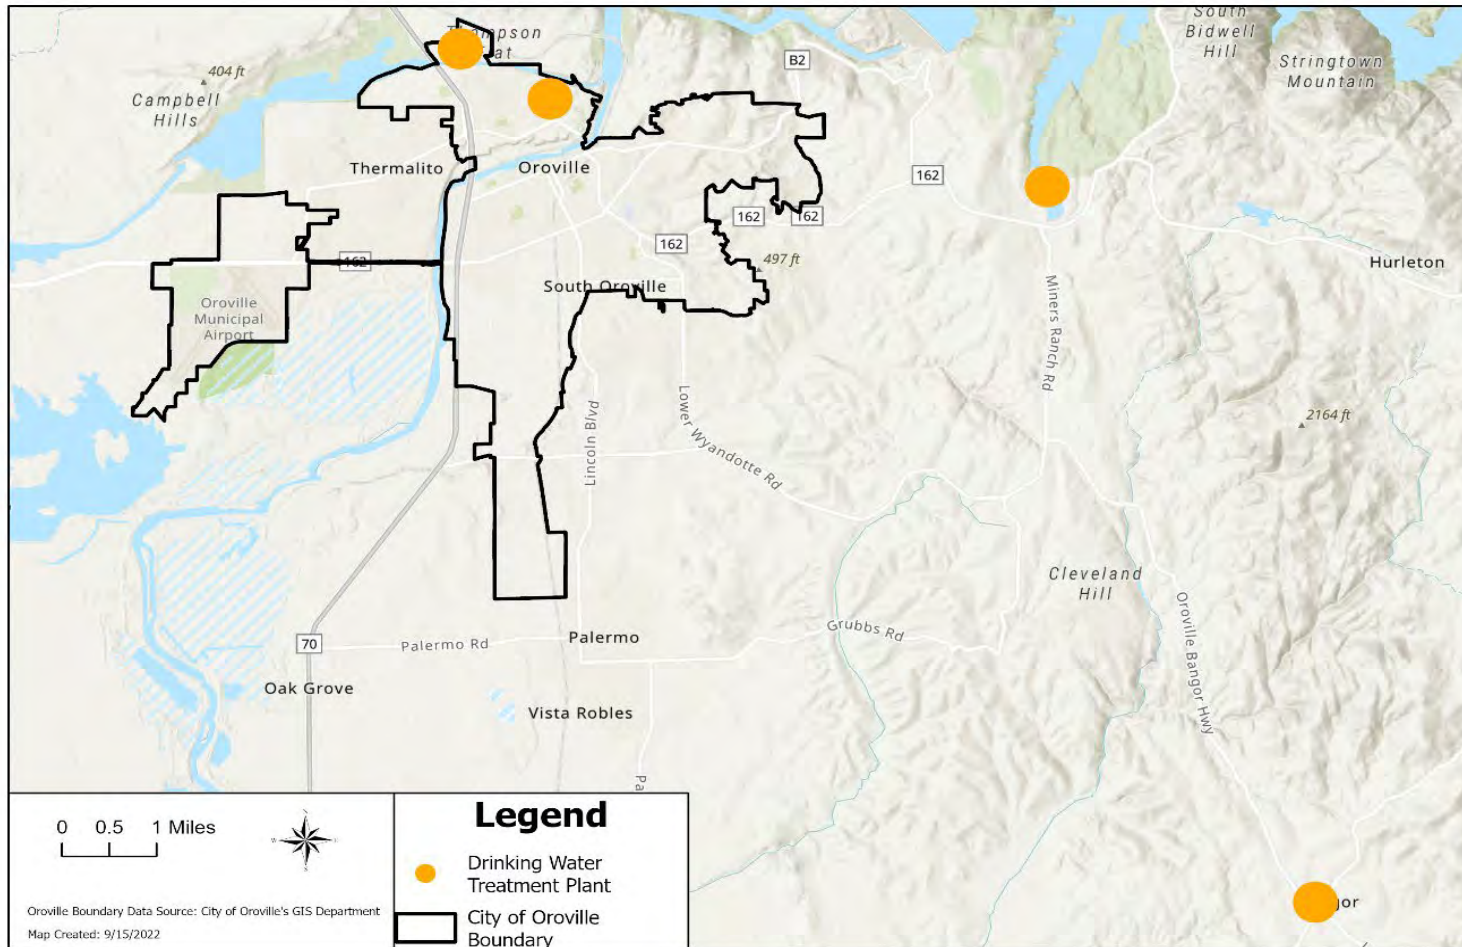 South
Bidwell
Hill
Stringtown
Mountain
B2
404 ft
Campbell
Hills
Thermalito
Oroville
162
162
162
162
162
497 ft
Hurleton
South Oroville
Oroville
Municipal
Airport
Miners Ranch Rd
Lincoln Blvd
Lower Wyandotte Rd
2164 ft
Cleveland
Hill
Oroville Bangor Hwy
Grubbs Rd
70
Palermo Rd
Palermo
Oak Grove
Vista Robles
Pa
0 0.5 1 Miles
Oroville Boundary Data Source: City of Oroville's GIS Department
Map Created: 9/15/2022
Legend
Drinking Water
Treatment Plant
City of Oroville
Boundary